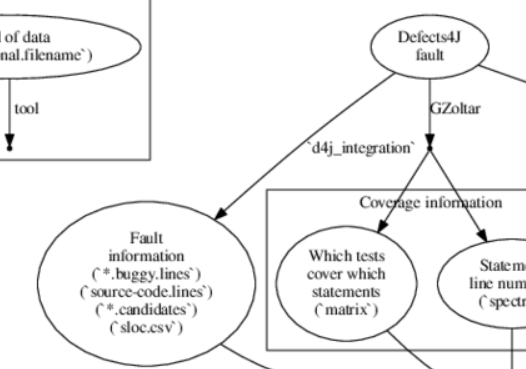 of data
nal.filename`)
tool
Defects4J
fault
GZoltar
`d4j_integration`
Coverage information
Fault
information
(`*.buggy.lines`)
(`source-code.lines`)
(`*.candidates`)
(`sloc.csv`)
Which tests
cover which
statements
(`matrix`)
Statem
line num
(`spectr